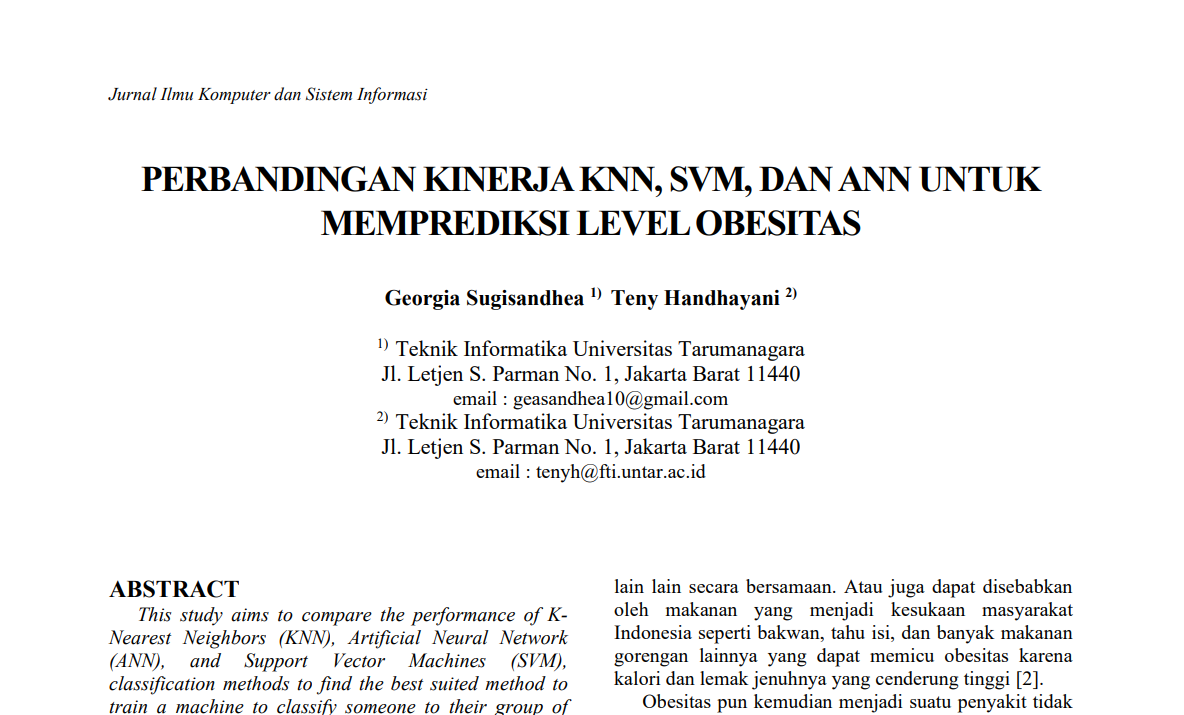 Jurnal Ilmu Komputer dan Sistem Informasi
PERBANDINGAN KINERJA KNN, SVM, DAN ANN UNTUK
MEMPREDIKSI LEVEL OBESITAS
Georgia Sugisandhea 1) Teny Handhayani 2)
1) Teknik Informatika Universitas Tarumanagara
Jl. Letjen S. Parman No. 1, Jakarta Barat 11440
email : geasandhea10@gmail.com
2) Teknik Informatika Universitas Tarumanagara
Jl. Letjen S. Parman No. 1, Jakarta Barat 11440
email : tenyh@fti.untar.ac.id
ABSTRACT
This study aims to compare the performance of K-
Nearest Neighbors (KNN), Artificial Neural Network
(ANN), and Support Vector Machines (SVM),
classification methods to find the best suited method to
train a machine to classify someone to their group of
lain lain secara bersamaan. Atau juga dapat disebabkan
oleh makanan yang menjadi kesukaan masyarakat
Indonesia seperti bakwan, tahu isi, dan banyak makanan
gorengan lainnya yang dapat memicu obesitas karena
kalori dan lemak jenuhnya yang cenderung tinggi [2].
Obesitas pun kemudian menjadi suatu penyakit tidak